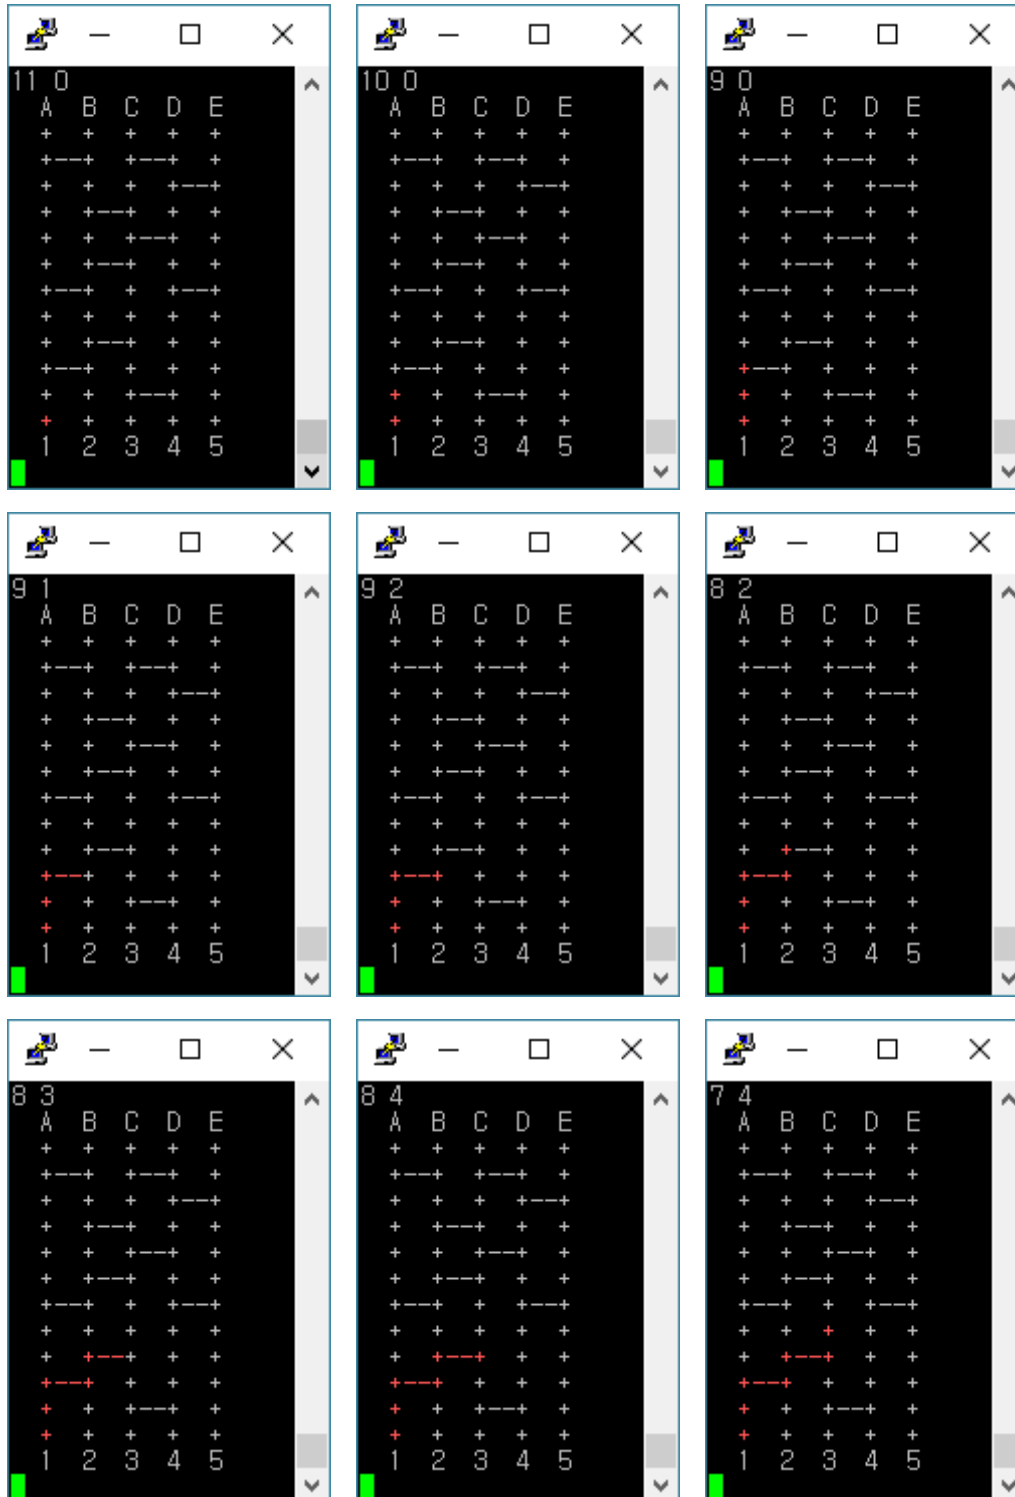 11 0
A B C D E
+ + + + +
+--+ +--+ +
+ + + +--+
+ +--+ + +
+ + +--+ +
+ +--+ + +
+--+ + +--+
+ + + + +
+ +--+ + +
+--+ + + +
+ + +--+ +
+ + + + +
1 2 3 4 5
10 0
A B C D E
+ + + + +
+--+ +--+ +
+ + + +--+
+ +--+ + +
+ + +--+ +
+ +--+ + +
+--+ + +--+
+ + + + +
+ +--+ + +
+--+ + + +
+ + +--+ +
+ + + + +
1 2 3 4 5
9 0
A B C D E
+ + + + +
+--+ +--+ +
+ + + +--+
+ +--+ + +
+ + +--+ +
+ +--+ + +
+--+ + +--+
+ + + + +
+ +--+ + +
+--+ + + +
+ + +--+ +
+ + + + +
1 2 3 4 5
9 1
A B C D E
+ + + + +
+--+ +--+ +
+ + + +--+
+ +--+ + +
+ + +--+ +
+ +--+ + +
+--+ + +--+
+ + + + +
+ +--+ + +
+--+ + + +
+ + +--+ +
+ + + + +
1 2 3 4 5
9 2
A B C D E
+ + + + +
+--+ +--+ +
+ + + +--+
+ +--+ + +
+ + +--+ +
+ +--+ + +
+--+ + +--+
+ + + + +
+ +--+ + +
+--+ + + +
+ + +--+ +
+ + + + +
1 2 3 4 5
8 2
A B C D E
+ + + + +
+--+ +--+ +
+ + + +--+
+ +--+ + +
+ + +--+ +
+ +--+ + +
+--+ + +--+
+ + + + +
+ +--+ + +
+--+ + + +
+ + +--+ +
+ + + + +
1 2 3 4 5
8 3
A B C D E
+ + + + +
+--+ +--+ +
+ + + +--+
+ +--+ + +
+ + +--+ +
+ +--+ + +
+--+ + +--+
+ + + + +
+ +--+ + +
+--+ + + +
+ + +--+ +
+ + + + +
1 2 3 4 5
8 4
A B C D E
+ + + + +
+--+ +--+ +
+ + + +--+
+ +--+ + +
+ + +--+ +
+ +--+ + +
+--+ + +--+
+ + + + +
+ +--+ + +
+--+ + + +
+ + +--+ +
+ + + + +
1 2 3 4 5
7 4
A B C D E
+ + + + +
+--+ +--+ +
+ + + +--+
+ +--+ + +
+ + +--+ +
+ +--+ + +
+--+ + +--+
+ + + + +
+ +--+ + +
+--+ + + +
+ + +--+ +
+ + + + +
1 2 3 4 5